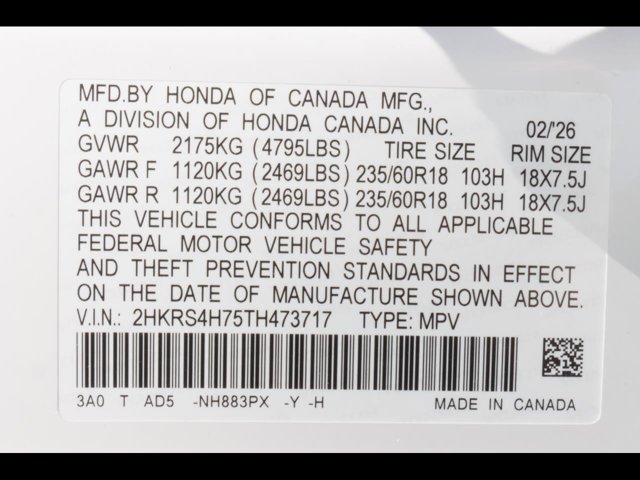 MFD.BY HONDA OF CANADA MFG.,
A DIVISION OF HONDA CANADA INC. 02/'26
GVWR 2175KG (4795LBS) TIRE SIZE RIM SIZE
GAWR F 1120KG (2469LBS) 235/60R18 103H 18X7.5J
GAWR R 1120KG (2469LBS) 235/60R18 103H 18X7.5J
THIS VEHICLE CONFORMS TO ALL APPLICABLE
FEDERAL MOTOR VEHICLE SAFETY
AND THEFT PREVENTION STANDARDS IN EFFECT
ON THE DATE OF MANUFACTURE SHOWN ABOVE.
V.I.N.: 2HKRS4H75TH473717 TYPE: MPV
3A0 T AD5 -NH883PX -Y -H MADE IN CANADA